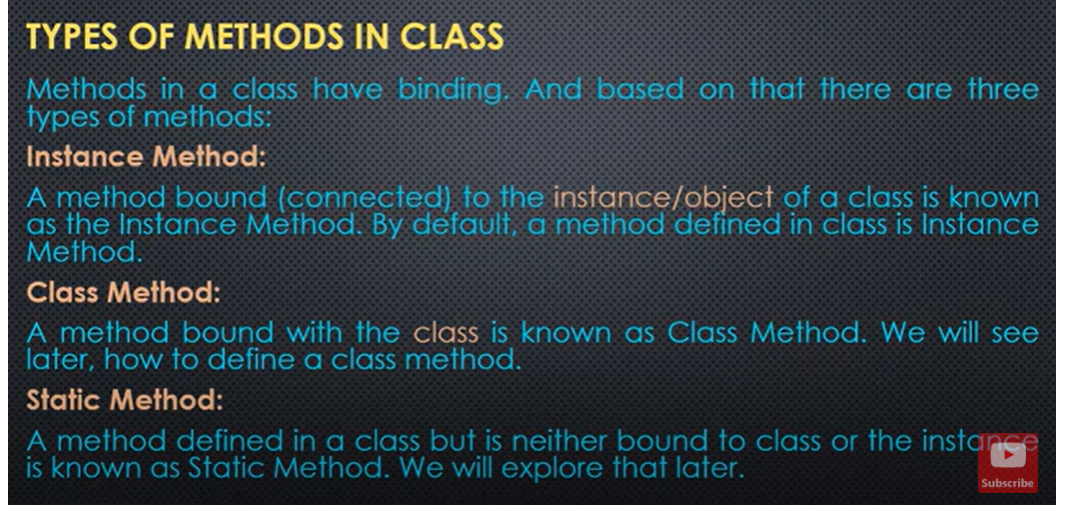 TYPES OF METHODS IN CLASS
Methods in a class have binding. And based on that there are three
types of methods:
Instance Method:
A method bound (connected) to the instance/object of a class is known
as the Instance Method. By default, a method defined in class is Instance
Method.
Class Method:
A method bound with the class is known as Class Method. We will see
later, how to define a class method.
Static Method:
A method defined in a class but is neither bound to class or the instance
is known as Static Method. We will explore that later.
Subscribe